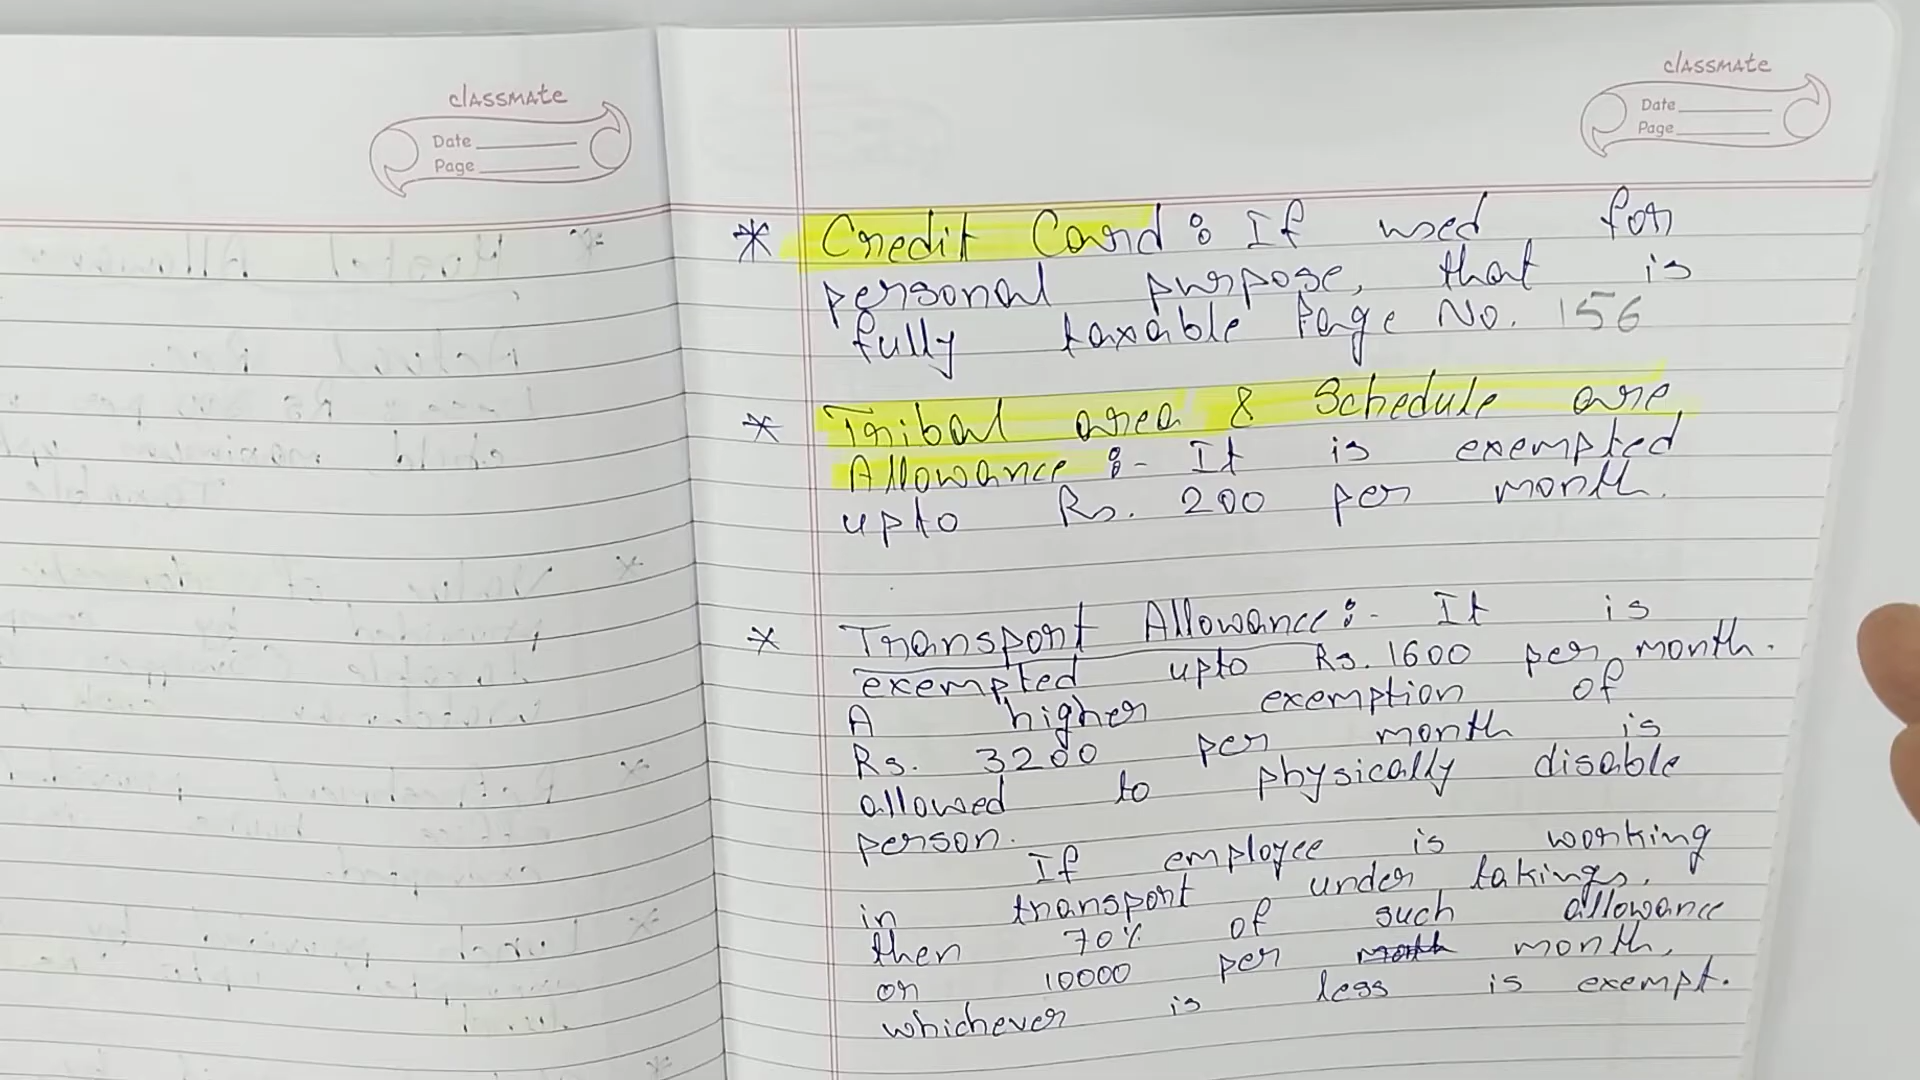 classmate
Date
Page
classmate
Date
Page
* Credit Card : If used for
personal purpose, that is
fully taxable Page No. 156
* Tribal area & Schedule are,
Allowance :- It is exempted
upto Rs. 200 per month.
* Transport Allowance :- It is
exempted upto Rs. 1600 per month.
A higher exemption of
Rs. 3200 per month is
allowed to physically disable
person.
If employee is working
in transport under takings,
then 70% of such allowance
or 10000 per month month,
whichever is less is exempt.